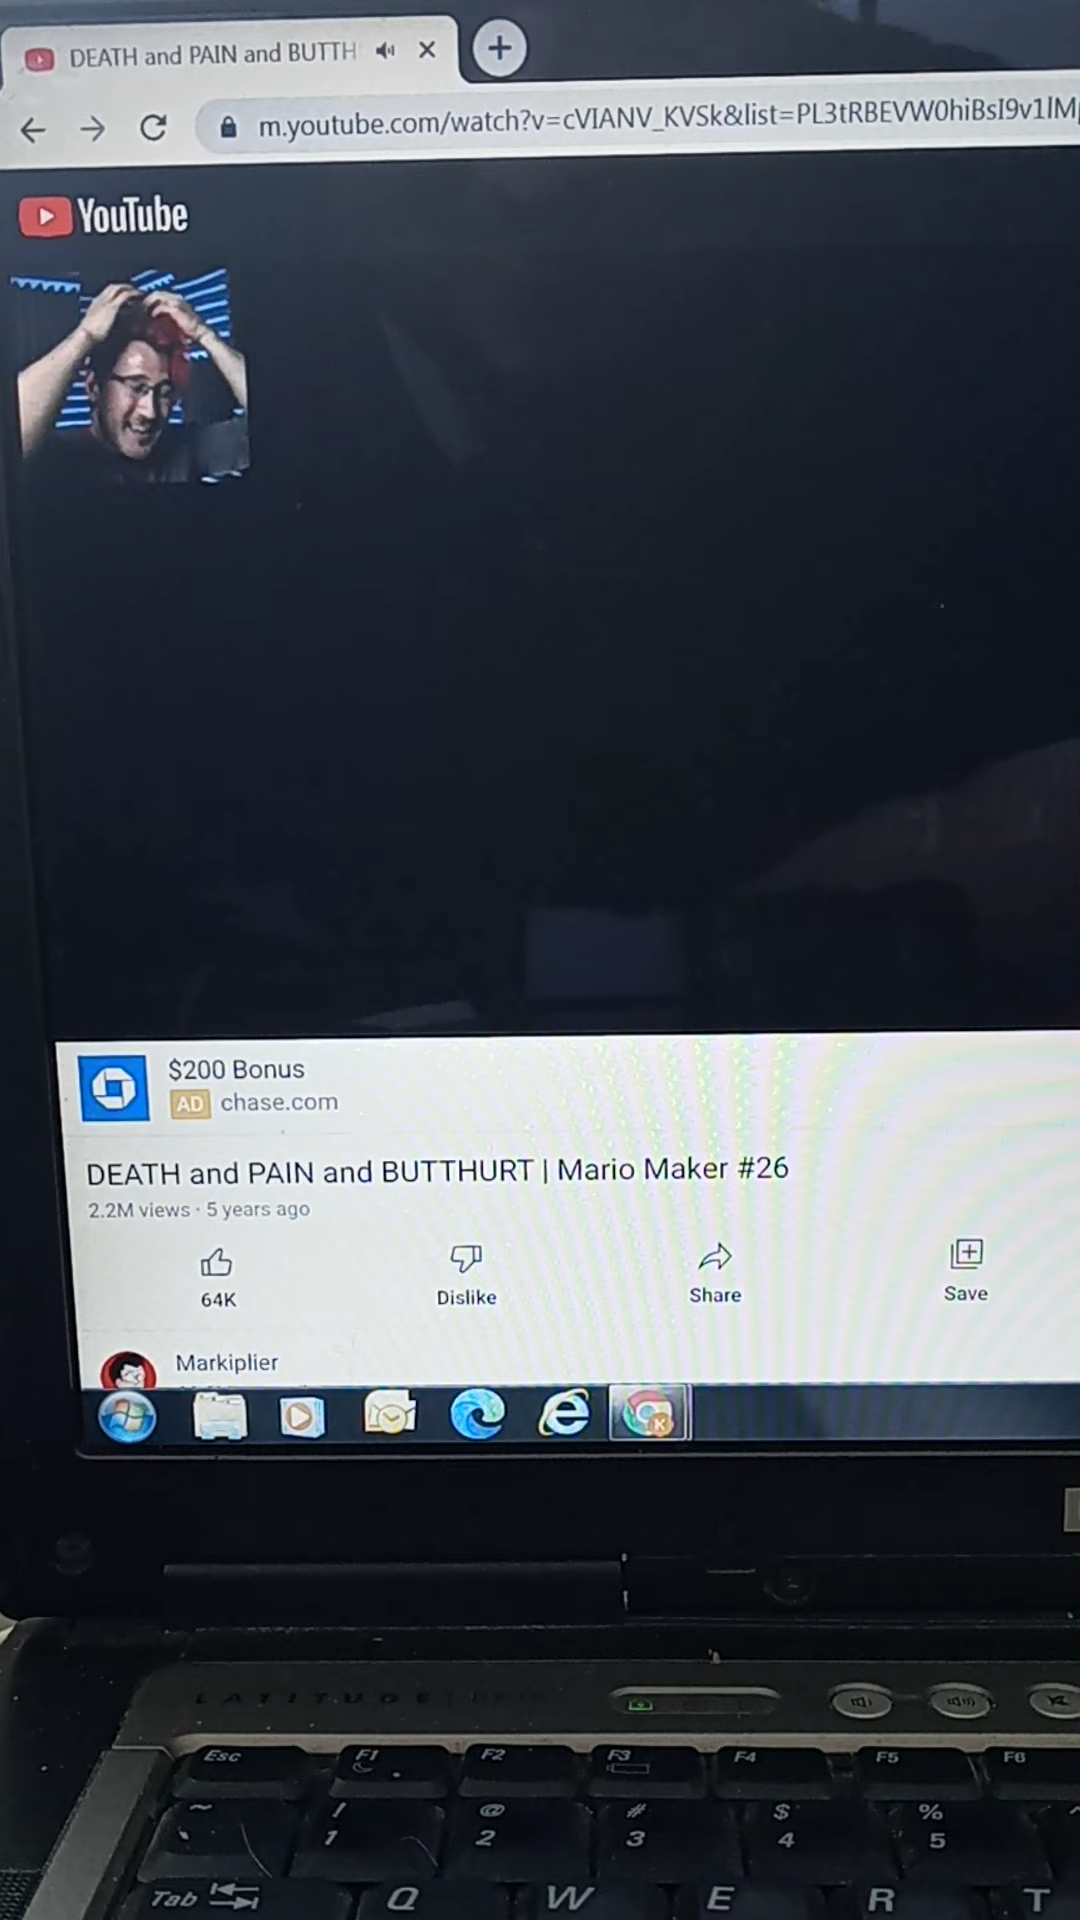 DEATH and PAIN and BUTTH
m.youtube.com/watch?v=cVIANV_KVSk&list=PL3tRBEVW0hiBsI9v1lM
YouTube
$200 Bonus
AD chase.com
DEATH and PAIN and BUTTHURT | Mario Maker #26
2.2M views · 5 years ago
64K
Dislike
Share
Save
Markiplier
K
LATITUDE
Esc F1 F2 F3 F4 F5 F6
~ ! @ # $ %
` 1 2 3 4 5
Tab Q W E R T